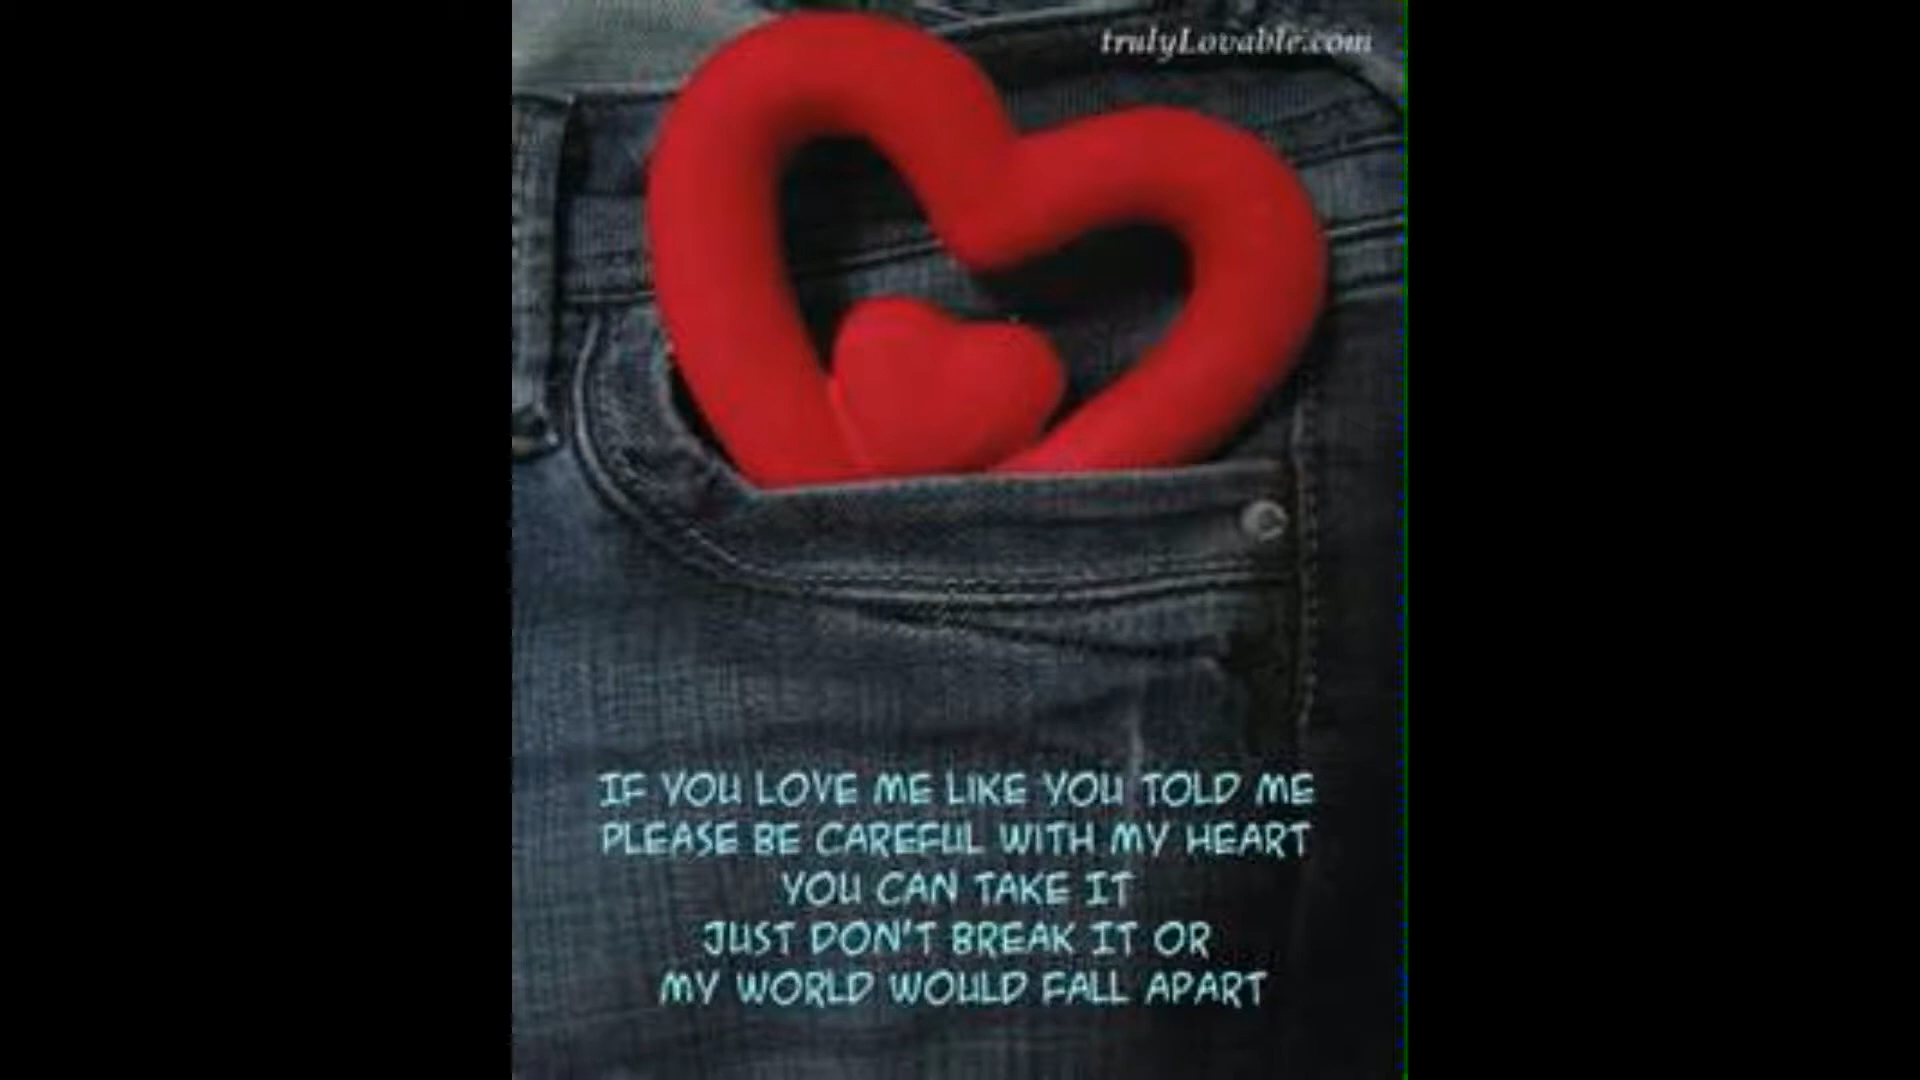 trulyLovable.com
IF YOU LOVE ME LIKE YOU TOLD ME
PLEASE BE CAREFUL WITH MY HEART
YOU CAN TAKE IT
JUST DON'T BREAK IT OR
MY WORLD WOULD FALL APART